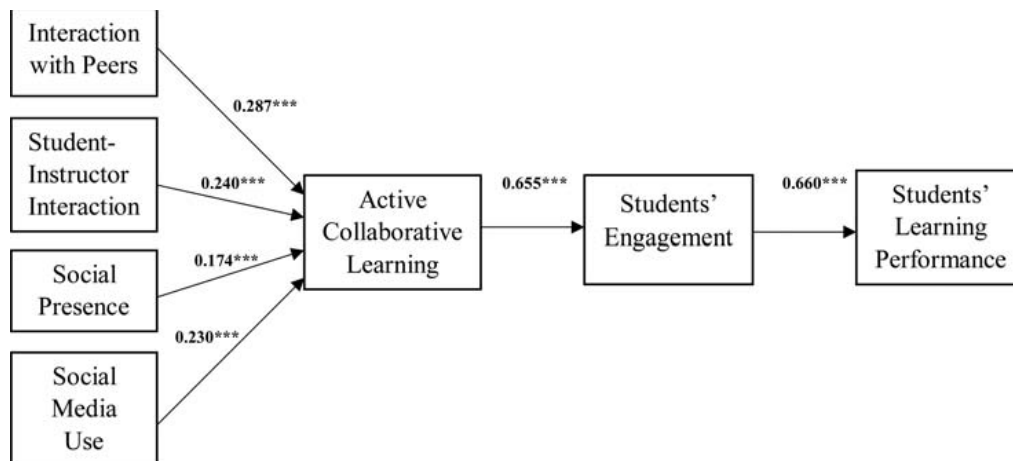 Interaction
with Peers
0.287***
Student-
Instructor
Interaction
0.240***
Social
Presence
0.174***
Social
Media
Use
0.230***
Active
Collaborative
Learning
0.655***
Students’
Engagement
0.660***
Students’
Learning
Performance